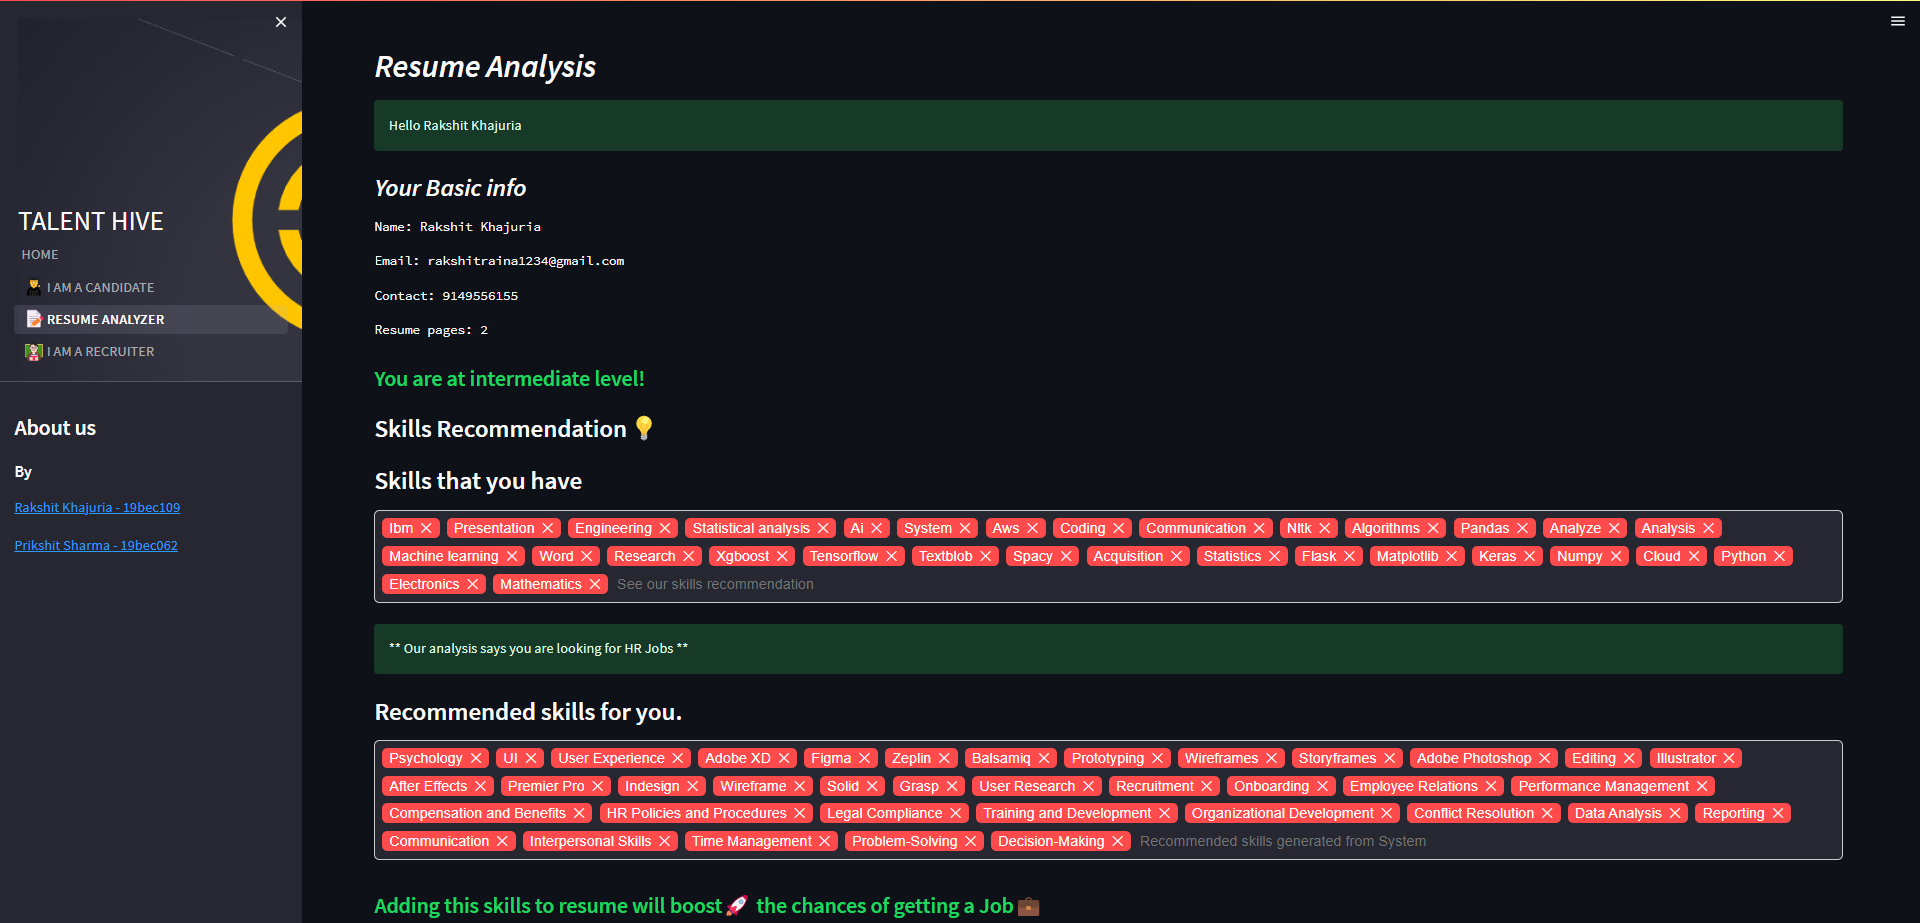 TALENT HIVE
HOME
I AM A CANDIDATE
RESUME ANALYZER
I AM A RECRUITER
About us
By
Rakshit Khajuria - 19bec109
Prikshit Sharma - 19bec062
Resume Analysis
Hello Rakshit Khajuria
Your Basic info
Name: Rakshit Khajuria
Email: rakshitraina1234@gmail.com
Contact: 9149556155
Resume pages: 2
You are at intermediate level!
Skills Recommendation
Skills that you have
Ibm Presentation Engineering Statistical analysis Ai System Aws Coding Communication Nltk Algorithms Pandas Analyze Analysis
Machine learning Word Research Xgboost Tensorflow Textblob Spacy Acquisition Statistics Flask Matplotlib Keras Numpy Cloud Python
Electronics Mathematics See our skills recommendation
** Our analysis says you are looking for HR Jobs **
Recommended skills for you.
Psychology UI User Experience Adobe XD Figma Zeplin Balsamiq Prototyping Wireframes Storyframes Adobe Photoshop Editing Illustrator
After Effects Premier Pro Indesign Wireframe Solid Grasp User Research Recruitment Onboarding Employee Relations Performance Management
Compensation and Benefits HR Policies and Procedures Legal Compliance Training and Development Organizational Development Conflict Resolution Data Analysis Reporting
Communication Interpersonal Skills Time Management Problem-Solving Decision-Making Recommended skills generated from System
Adding this skills to resume will boost the chances of getting a Job